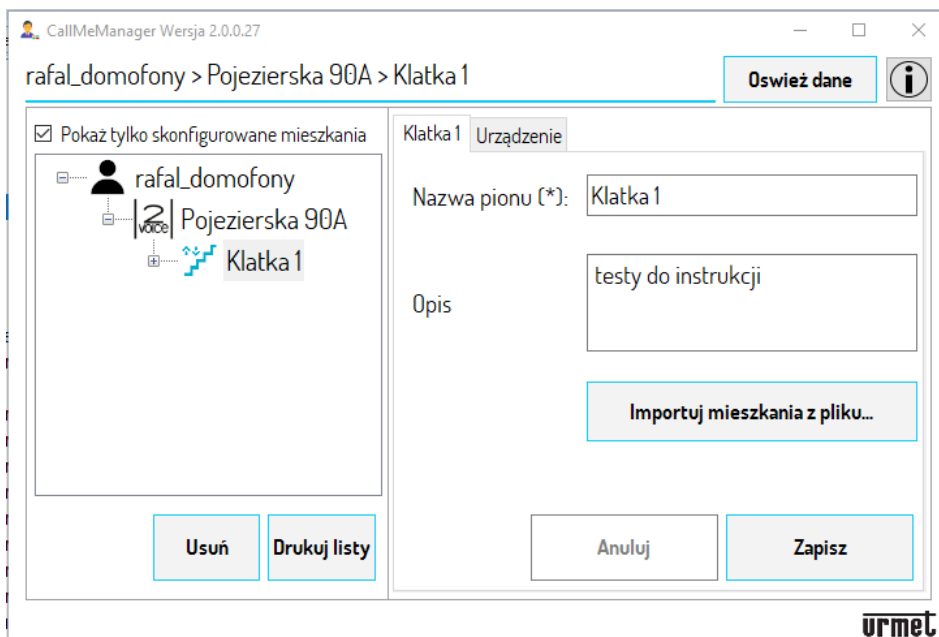 CallMeManager Wersja 2.0.0.27
rafal_domofony > Pojezierska 90A > Klatka 1
Oswież dane
Pokaż tylko skonfigurowane mieszkania
rafal_domofony
2 VOICE Pojezierska 90A
Klatka 1
Usuń
Drukuj listy
Klatka 1
Urządzenie
Nazwa pionu (*): Klatka 1
Opis
testy do instrukcji
Importuj mieszkania z pliku...
Anuluj
Zapisz
urmet